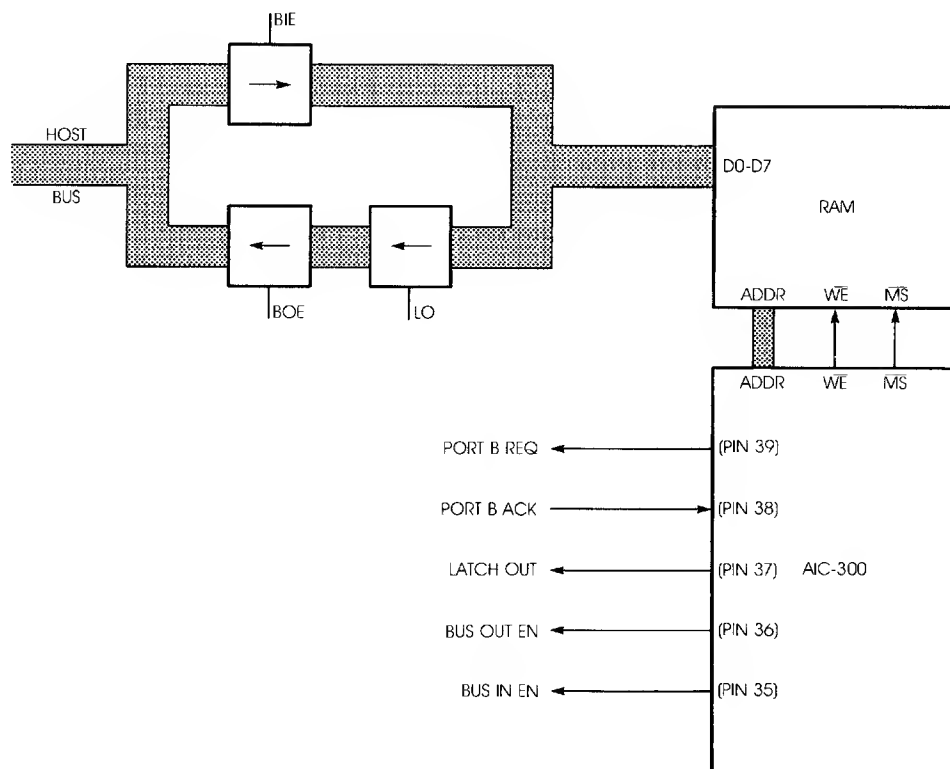 BIE
HOST
BUS
D0-D7
RAM
BOE
LO
ADDR
WE
MS
ADDR
WE
MS
PORT B REQ
(PIN 39)
PORT B ACK
(PIN 38)
LATCH OUT
(PIN 37)
AIC-300
BUS OUT EN
(PIN 36)
BUS IN EN
(PIN 35)